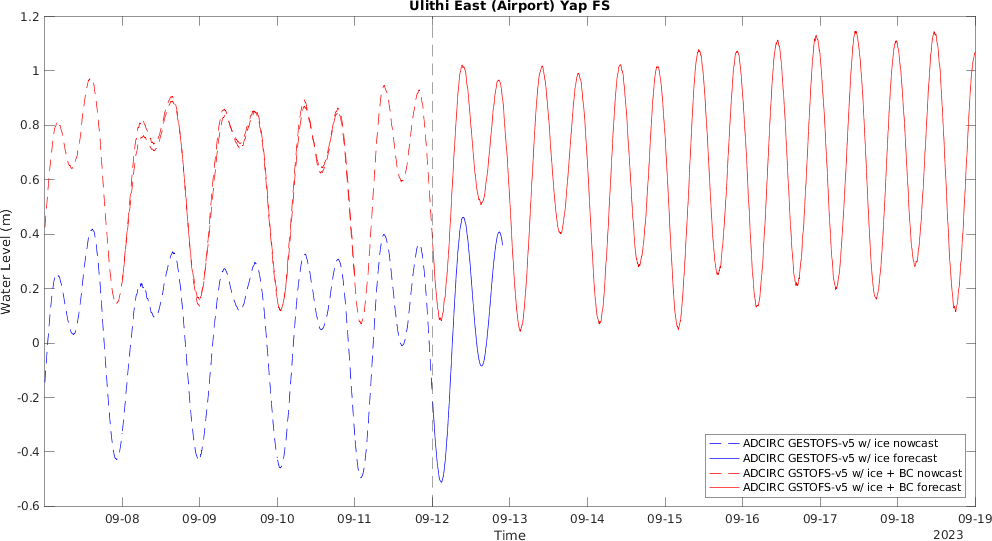 Ulithi East (Airport) Yap FS
Water Level (m)
1.2
1
0.8
0.6
0.4
0.2
0
-0.2
-0.4
-0.6
ADCIRC GESTOFS-v5 w/ ice nowcast
ADCIRC GESTOFS-v5 w/ ice forecast
ADCIRC GSTOFS-v5 w/ ice + BC nowcast
ADCIRC GSTOFS-v5 w/ ice + BC forecast
09-08 09-09 09-10 09-11 09-12 09-13 09-14 09-15 09-16 09-17 09-18 09-19
Time
2023